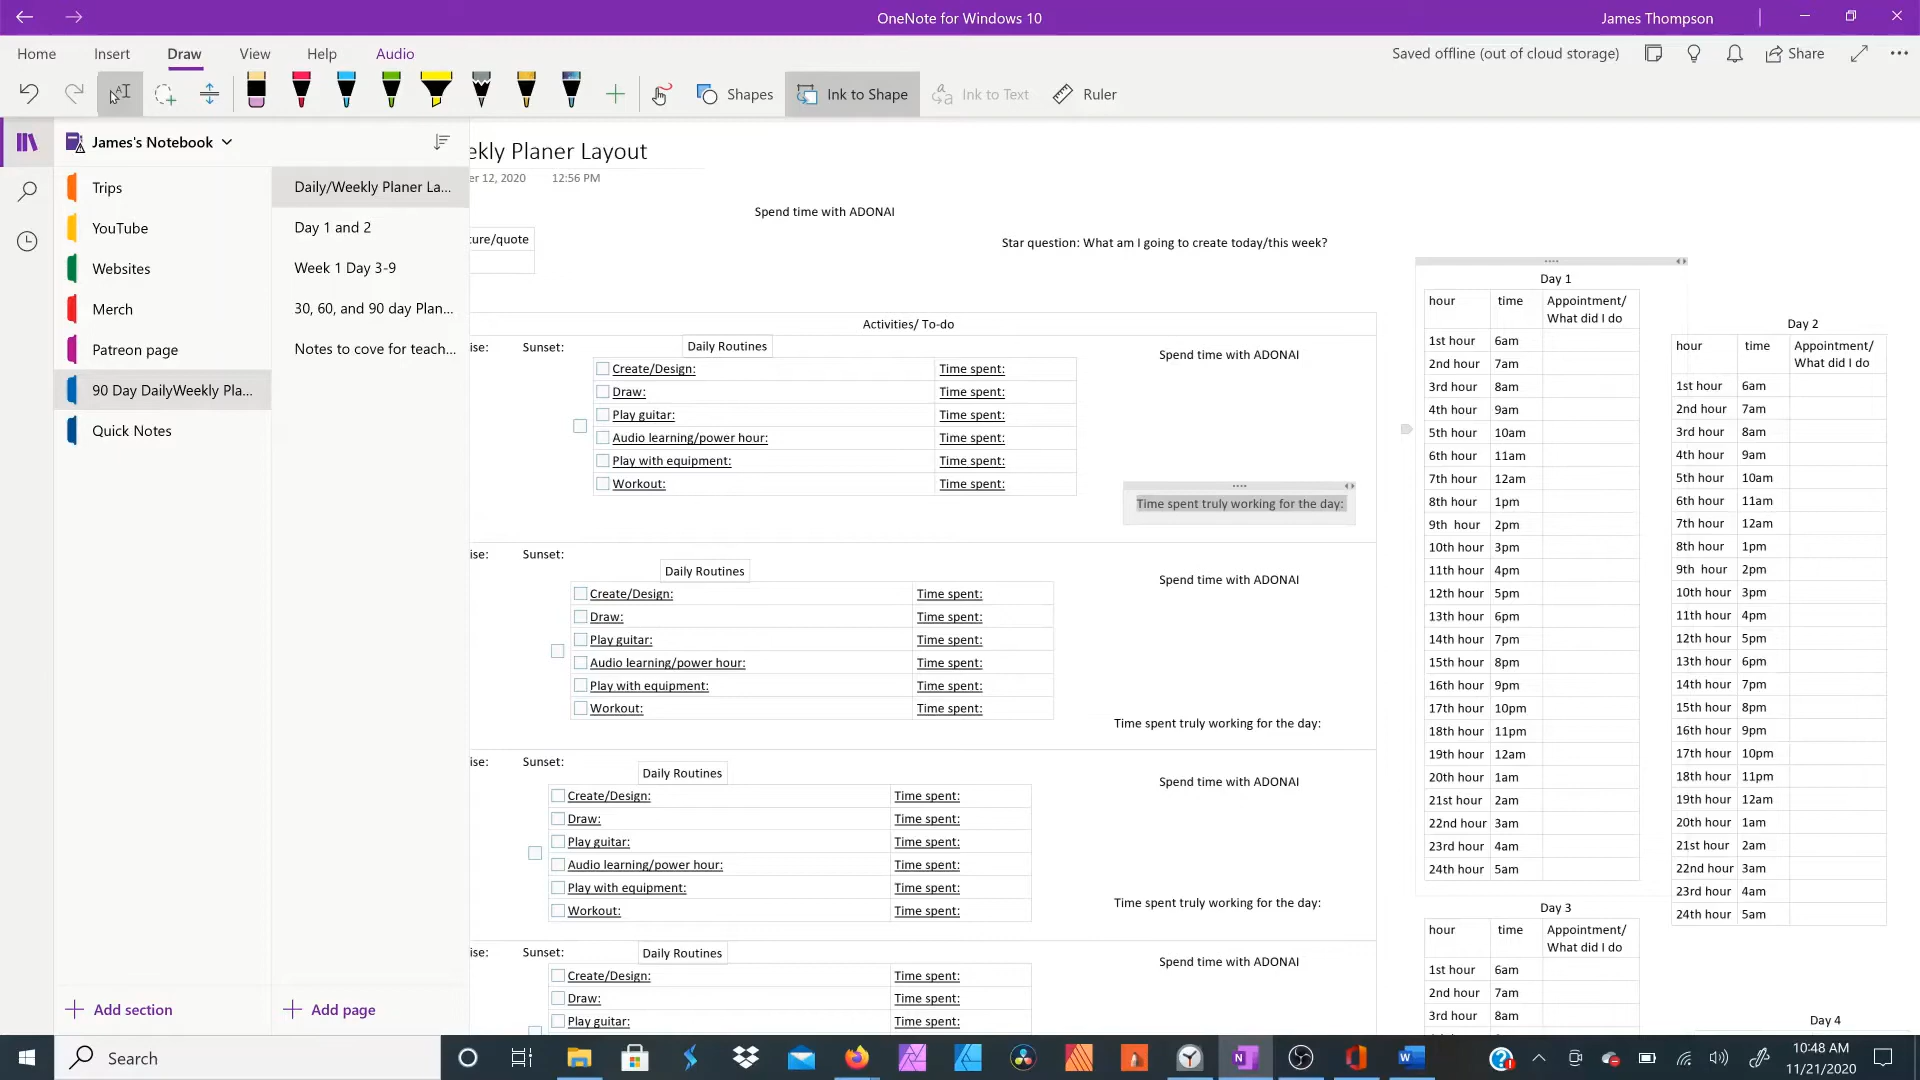 OneNote for Windows 10
James Thompson
Home
Insert
Draw
View
Help
Audio
Saved offline (out of cloud storage)
Share
Shapes
Ink to Shape
Ink to Text
Ruler
James's Notebook
Trips
YouTube
Websites
Merch
Patreon page
90 Day DailyWeekly Pla...
Quick Notes
Add section
Daily/Weekly Planer La...
Day 1 and 2
Week 1 Day 3-9
30, 60, and 90 day Plan...
Notes to cove for teach...
Add page
ekly Planer Layout
er 12, 2020 12:56 PM
Spend time with ADONAI
ture/quote
Star question: What am I going to create today/this week?
Activities/ To-do
ise: Sunset:
Daily Routines
Spend time with ADONAI
Create/Design: Time spent:
Draw: Time spent:
Play guitar: Time spent:
Audio learning/power hour: Time spent:
Play with equipment: Time spent:
Workout: Time spent:
Time spent truly working for the day:
ise: Sunset:
Daily Routines
Spend time with ADONAI
Create/Design: Time spent:
Draw: Time spent:
Play guitar: Time spent:
Audio learning/power hour: Time spent:
Play with equipment: Time spent:
Workout: Time spent:
Time spent truly working for the day:
ise: Sunset:
Daily Routines
Spend time with ADONAI
Create/Design: Time spent:
Draw: Time spent:
Play guitar: Time spent:
Audio learning/power hour: Time spent:
Play with equipment: Time spent:
Workout: Time spent:
Time spent truly working for the day:
ise: Sunset:
Daily Routines
Spend time with ADONAI
Create/Design: Time spent:
Draw: Time spent:
Play guitar: Time spent:
Day 1
hour time Appointment/
What did I do
1st hour 6am
2nd hour 7am
3rd hour 8am
4th hour 9am
5th hour 10am
6th hour 11am
7th hour 12am
8th hour 1pm
9th hour 2pm
10th hour 3pm
11th hour 4pm
12th hour 5pm
13th hour 6pm
14th hour 7pm
15th hour 8pm
16th hour 9pm
17th hour 10pm
18th hour 11pm
19th hour 12am
20th hour 1am
21st hour 2am
22nd hour 3am
23rd hour 4am
24th hour 5am
Day 2
hour time Appointment/
What did I do
1st hour 6am
2nd hour 7am
3rd hour 8am
4th hour 9am
5th hour 10am
6th hour 11am
7th hour 12am
8th hour 1pm
9th hour 2pm
10th hour 3pm
11th hour 4pm
12th hour 5pm
13th hour 6pm
14th hour 7pm
15th hour 8pm
16th hour 9pm
17th hour 10pm
18th hour 11pm
19th hour 12am
20th hour 1am
21st hour 2am
22nd hour 3am
23rd hour 4am
24th hour 5am
Day 3
hour time Appointment/
What did I do
1st hour 6am
2nd hour 7am
3rd hour 8am
Day 4
Search
10:48 AM
11/21/2020